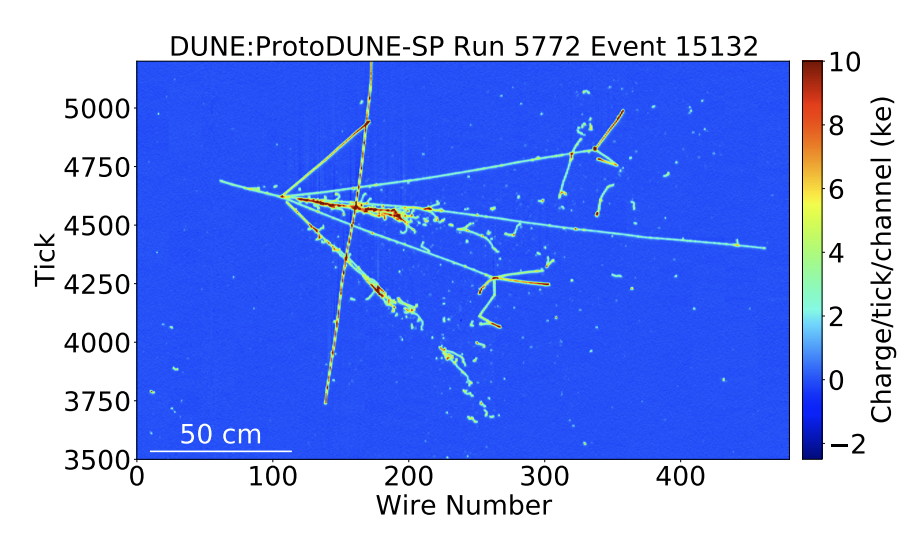 DUNE:ProtoDUNE-SP Run 5772 Event 15132
5000
4750
4500
4250
4000
3750
3500
Tick
50 cm
0 100 200 300 400
Wire Number
10
8
6
4
2
0
−2
Charge/tick/channel (ke)